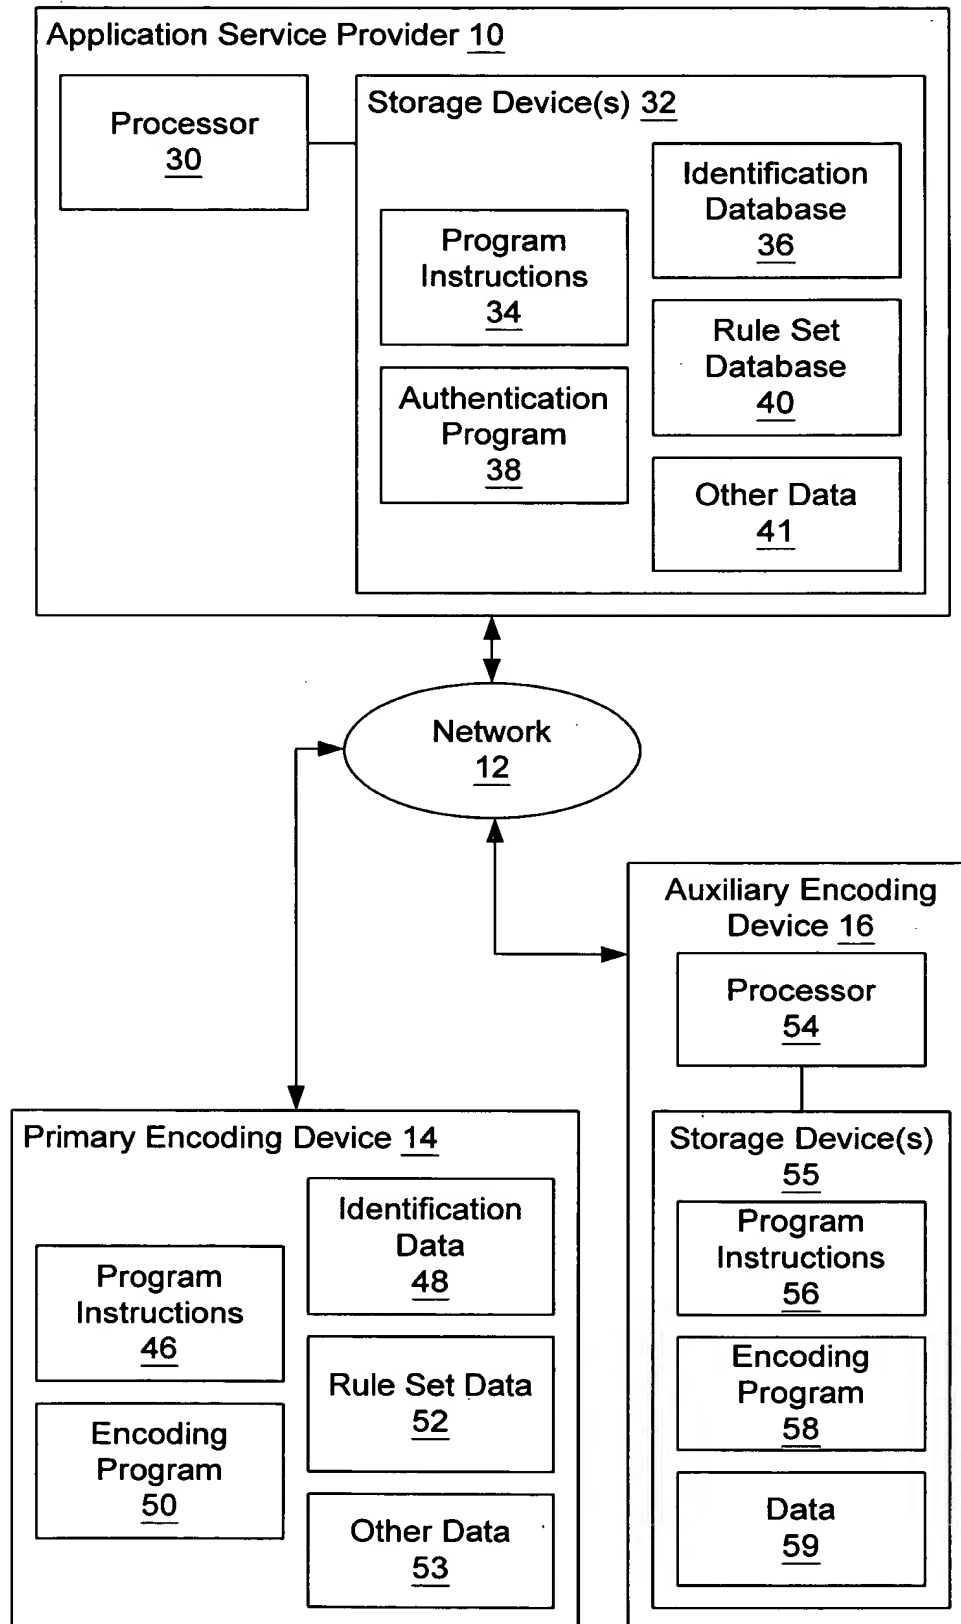 Application Service Provider 10
Processor
30
Storage Device(s) 32
Program
Instructions
34
Authentication
Program
38
Identification
Database
36
Rule Set
Database
40
Other Data
41
Network
12
Auxiliary Encoding
Device 16
Processor
54
Storage Device(s)
55
Program
Instructions
56
Encoding
Program
58
Data
59
Primary Encoding Device 14
Program
Instructions
46
Encoding
Program
50
Identification
Data
48
Rule Set Data
52
Other Data
53